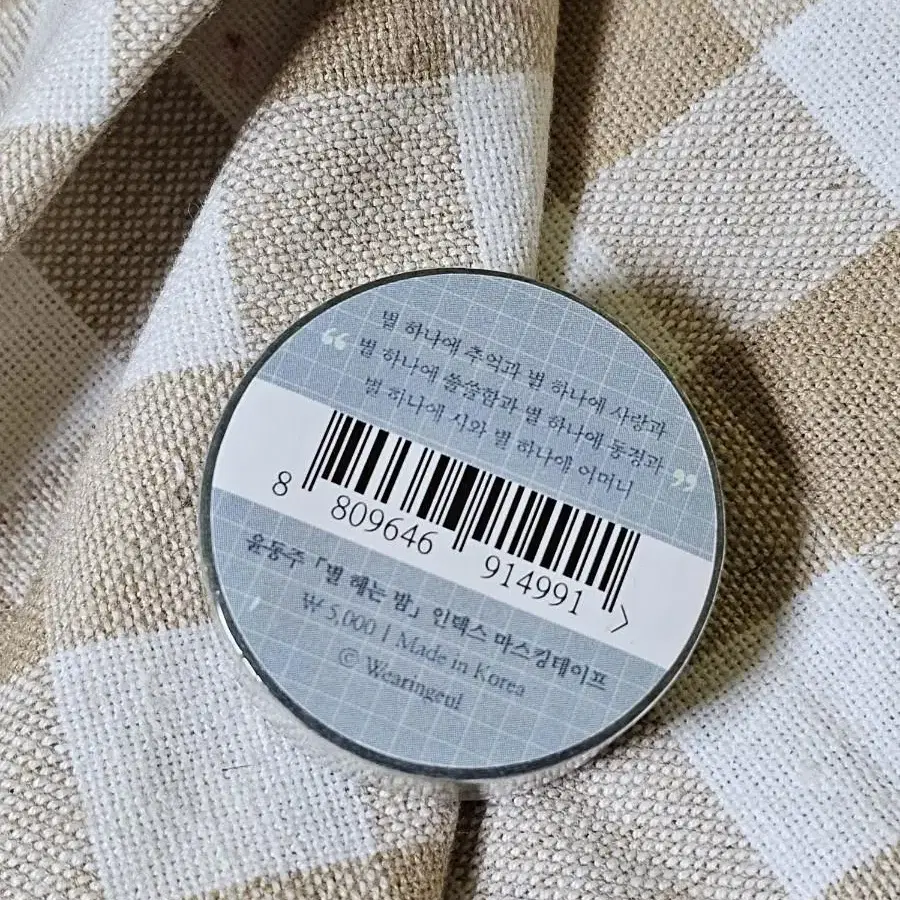 “ 별 하나에 추억과 별 하나에 사랑과
별 하나에 쓸쓸함과 별 하나에 동경과
별 하나에 시와 별 하나에 어머니 ”
8 809646 914991 >
윤동주 「별 헤는 밤」 인덱스 마스킹테이프
₩ 5,000 | Made in Korea
© Wearingeul